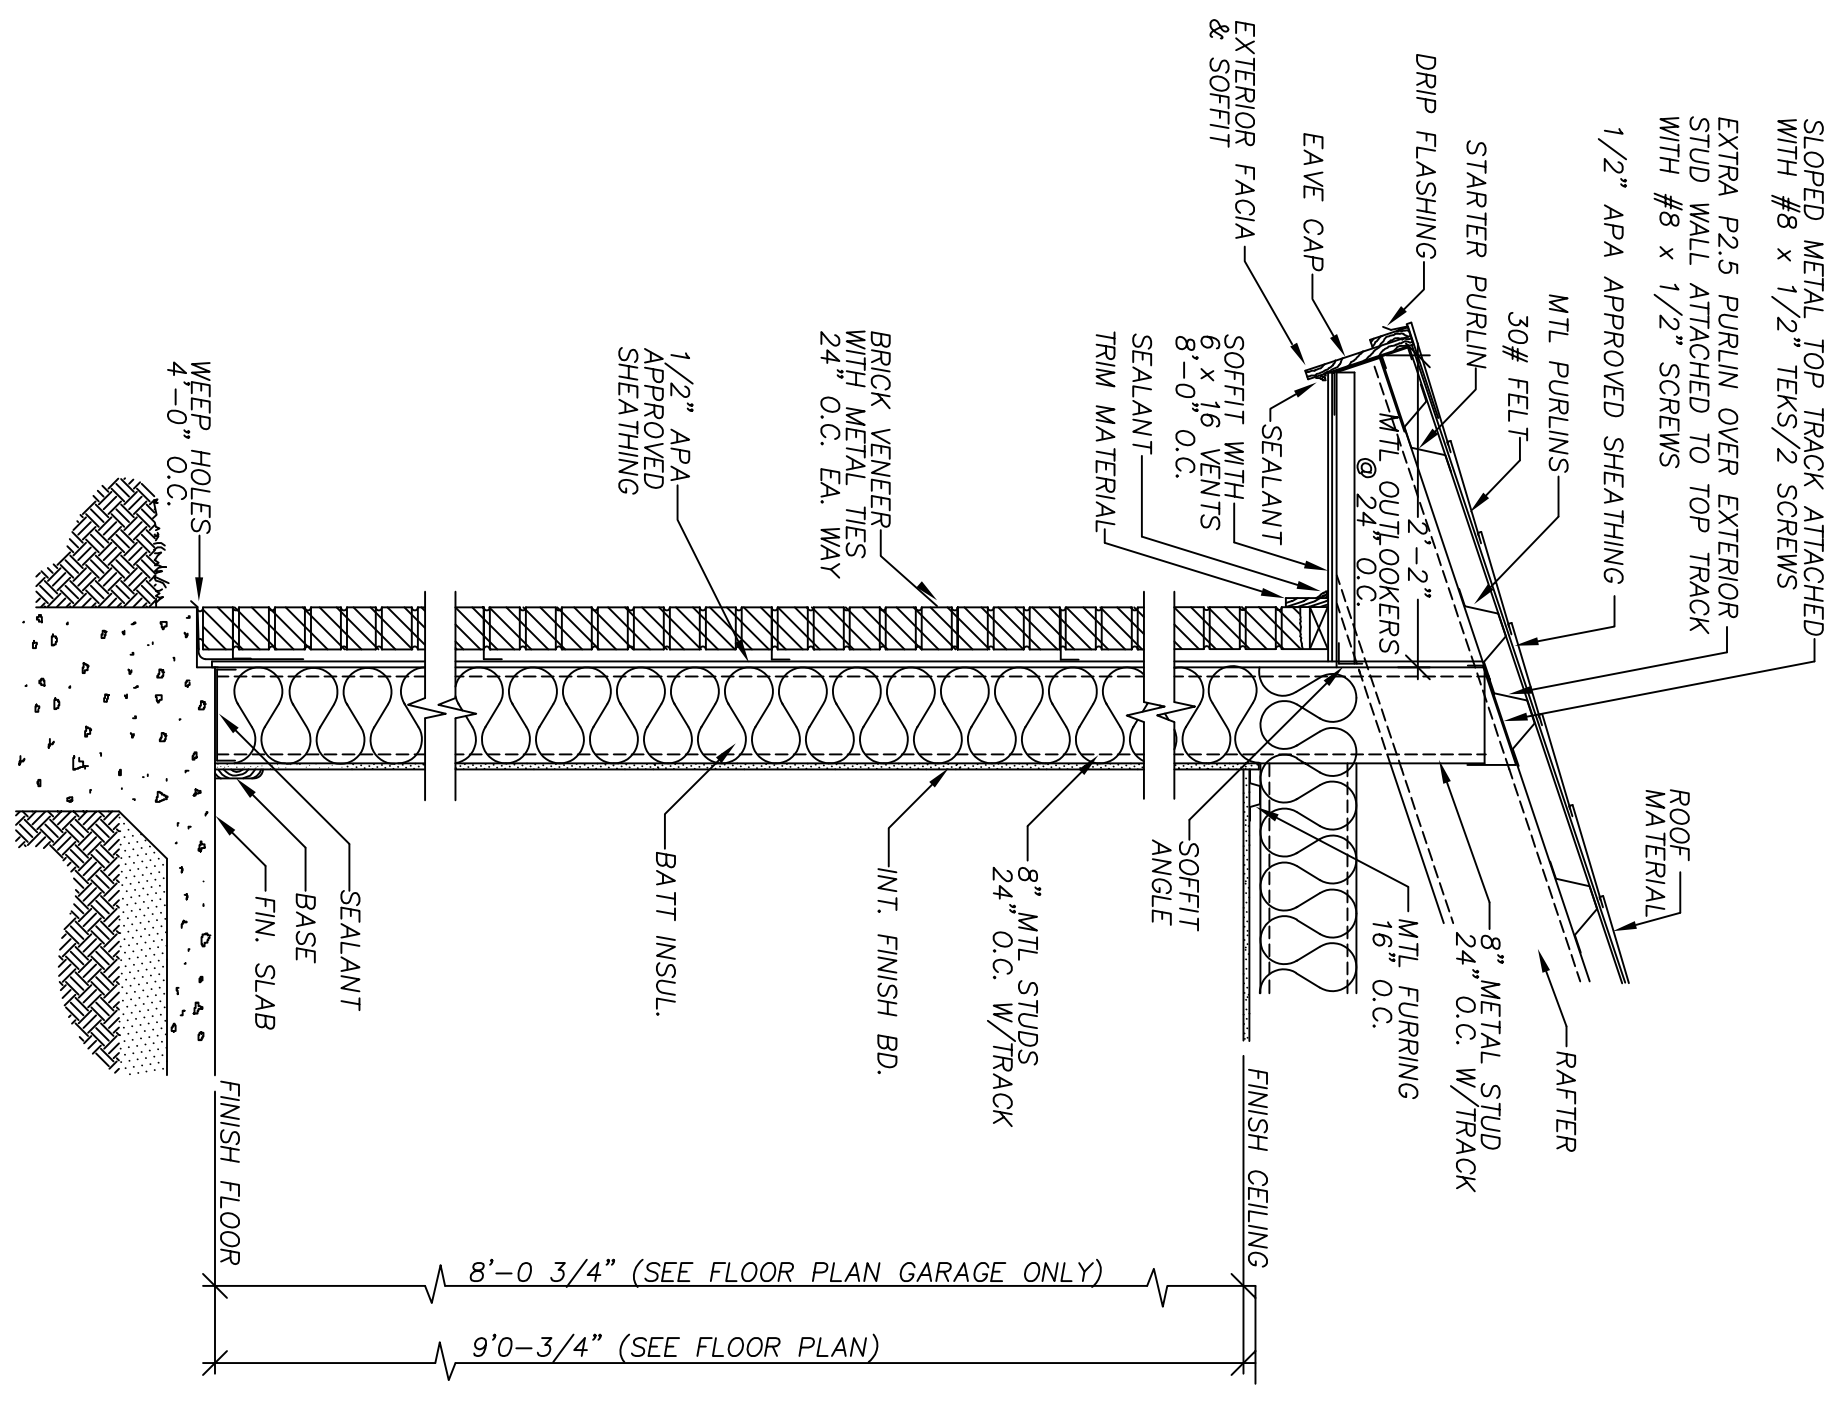 SLOPED METAL TOP TRACK ATTACHED
WITH #8 x 1/2" TEKS/2 SCREWS
EXTRA P2.5 PURLIN OVER EXTERIOR
STUD WALL ATTACHED TO TOP TRACK
WITH #8 x 1/2" SCREWS
1/2" APA APPROVED SHEATHING
MTL PURLINS
30# FELT
STARTER PURLIN
DRIP FLASHING
EAVE CAP
EXTERIOR FACIA
& SOFFIT
ROOF
MATERIAL
RAFTER
2'-2"
MTL OUTLOOKERS
@ 24" O.C.
SEALANT
SOFFIT WITH
6 x 16 VENTS
8'-0" O.C.
SEALANT
TRIM MATERIAL
8" METAL STUD
24" O.C. W/TRACK
MTL FURRING
16" O.C.
FINISH CEILING
SOFFIT
ANGLE
8" MTL STUDS
24" O.C. W/TRACK
INT. FINISH BD.
BRICK VENEER
WITH METAL TIES
24" O.C. EA. WAY
1/2" APA
APPROVED
SHEATHING
BATT INSUL.
WEEP HOLES
4'-0" O.C.
SEALANT
BASE
FIN. SLAB
FINISH FLOOR
8'-0 3/4" (SEE FLOOR PLAN GARAGE ONLY)
9'0-3/4" (SEE FLOOR PLAN)